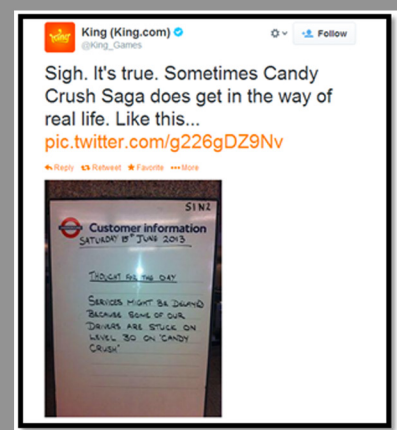 King (King.com)
@King_Games
Follow
Sigh. It's true. Sometimes Candy
Crush Saga does get in the way of
real life. Like this...
pic.twitter.com/g226gDZ9Nv
Reply Retweet Favorite •••More
Customer information
SATURDAY JUNE 2013
THOUGHT FOR THE DAY
SERVICES MIGHT BE DELAYED
BECAUSE SOME OF OUR
DRIVERS ARE STUCK ON
LEVEL 30 ON 'CANDY
CRUSH'